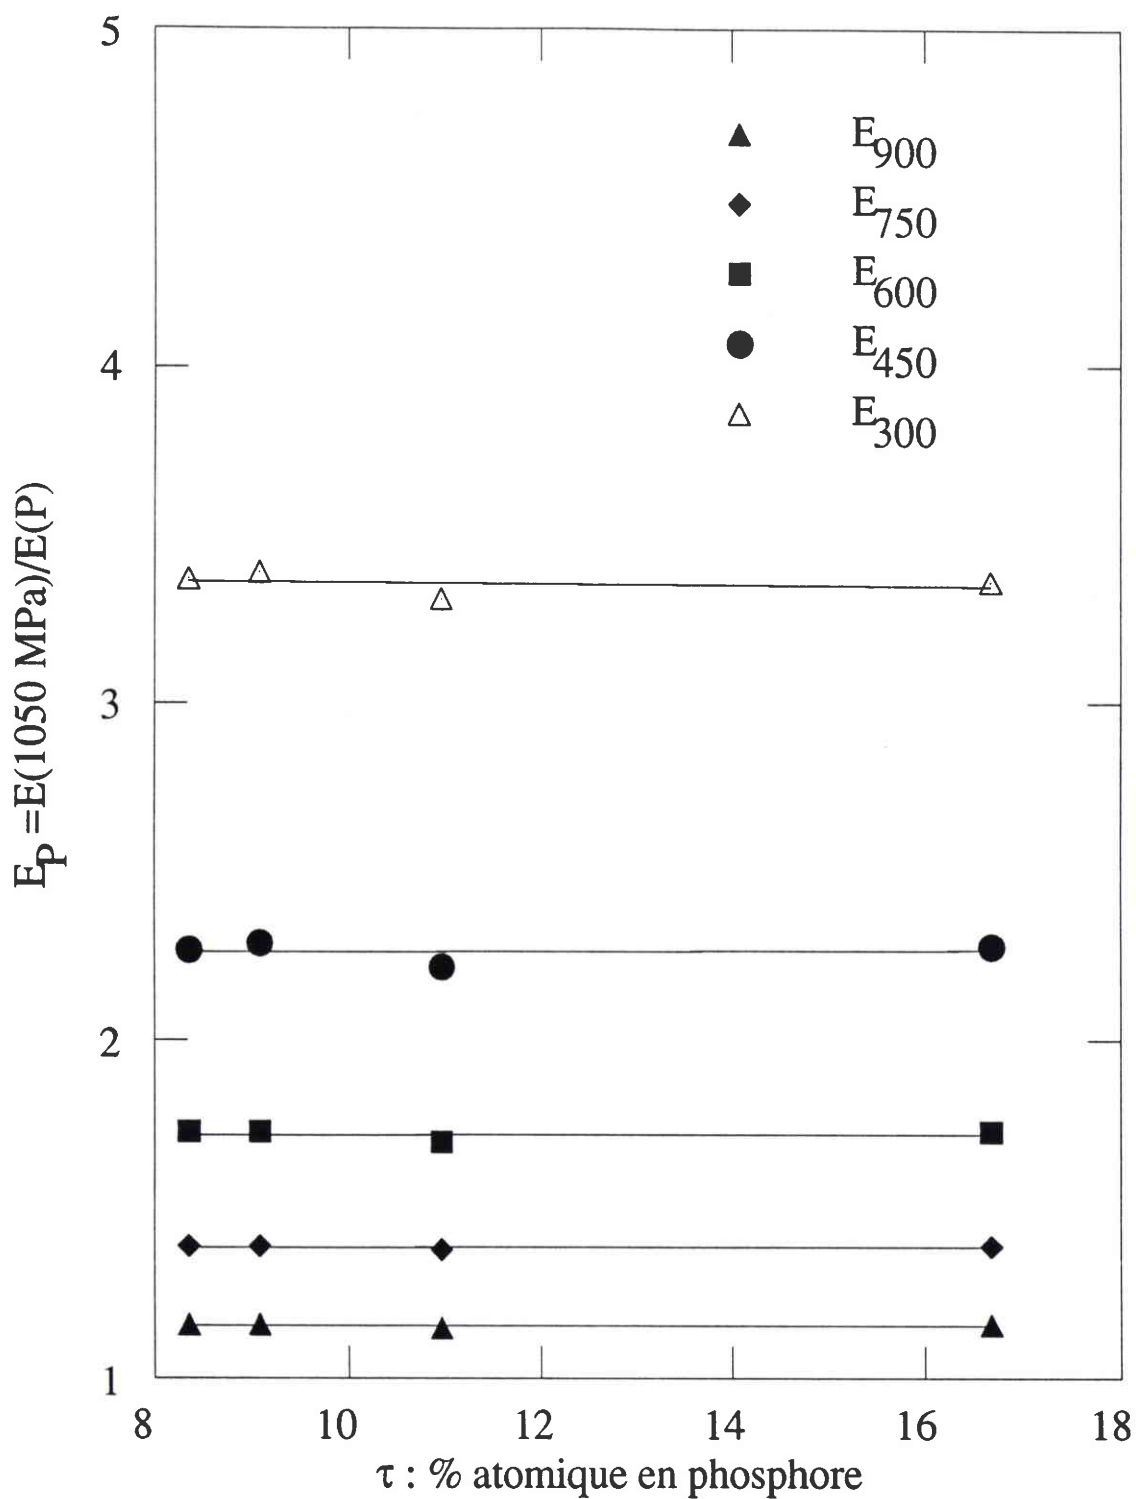 5
4
3
2
1
E900
E750
E600
E450
E300
EP=E(1050 MPa)/E(P)
8 10 12 14 16 18
τ : % atomique en phosphore